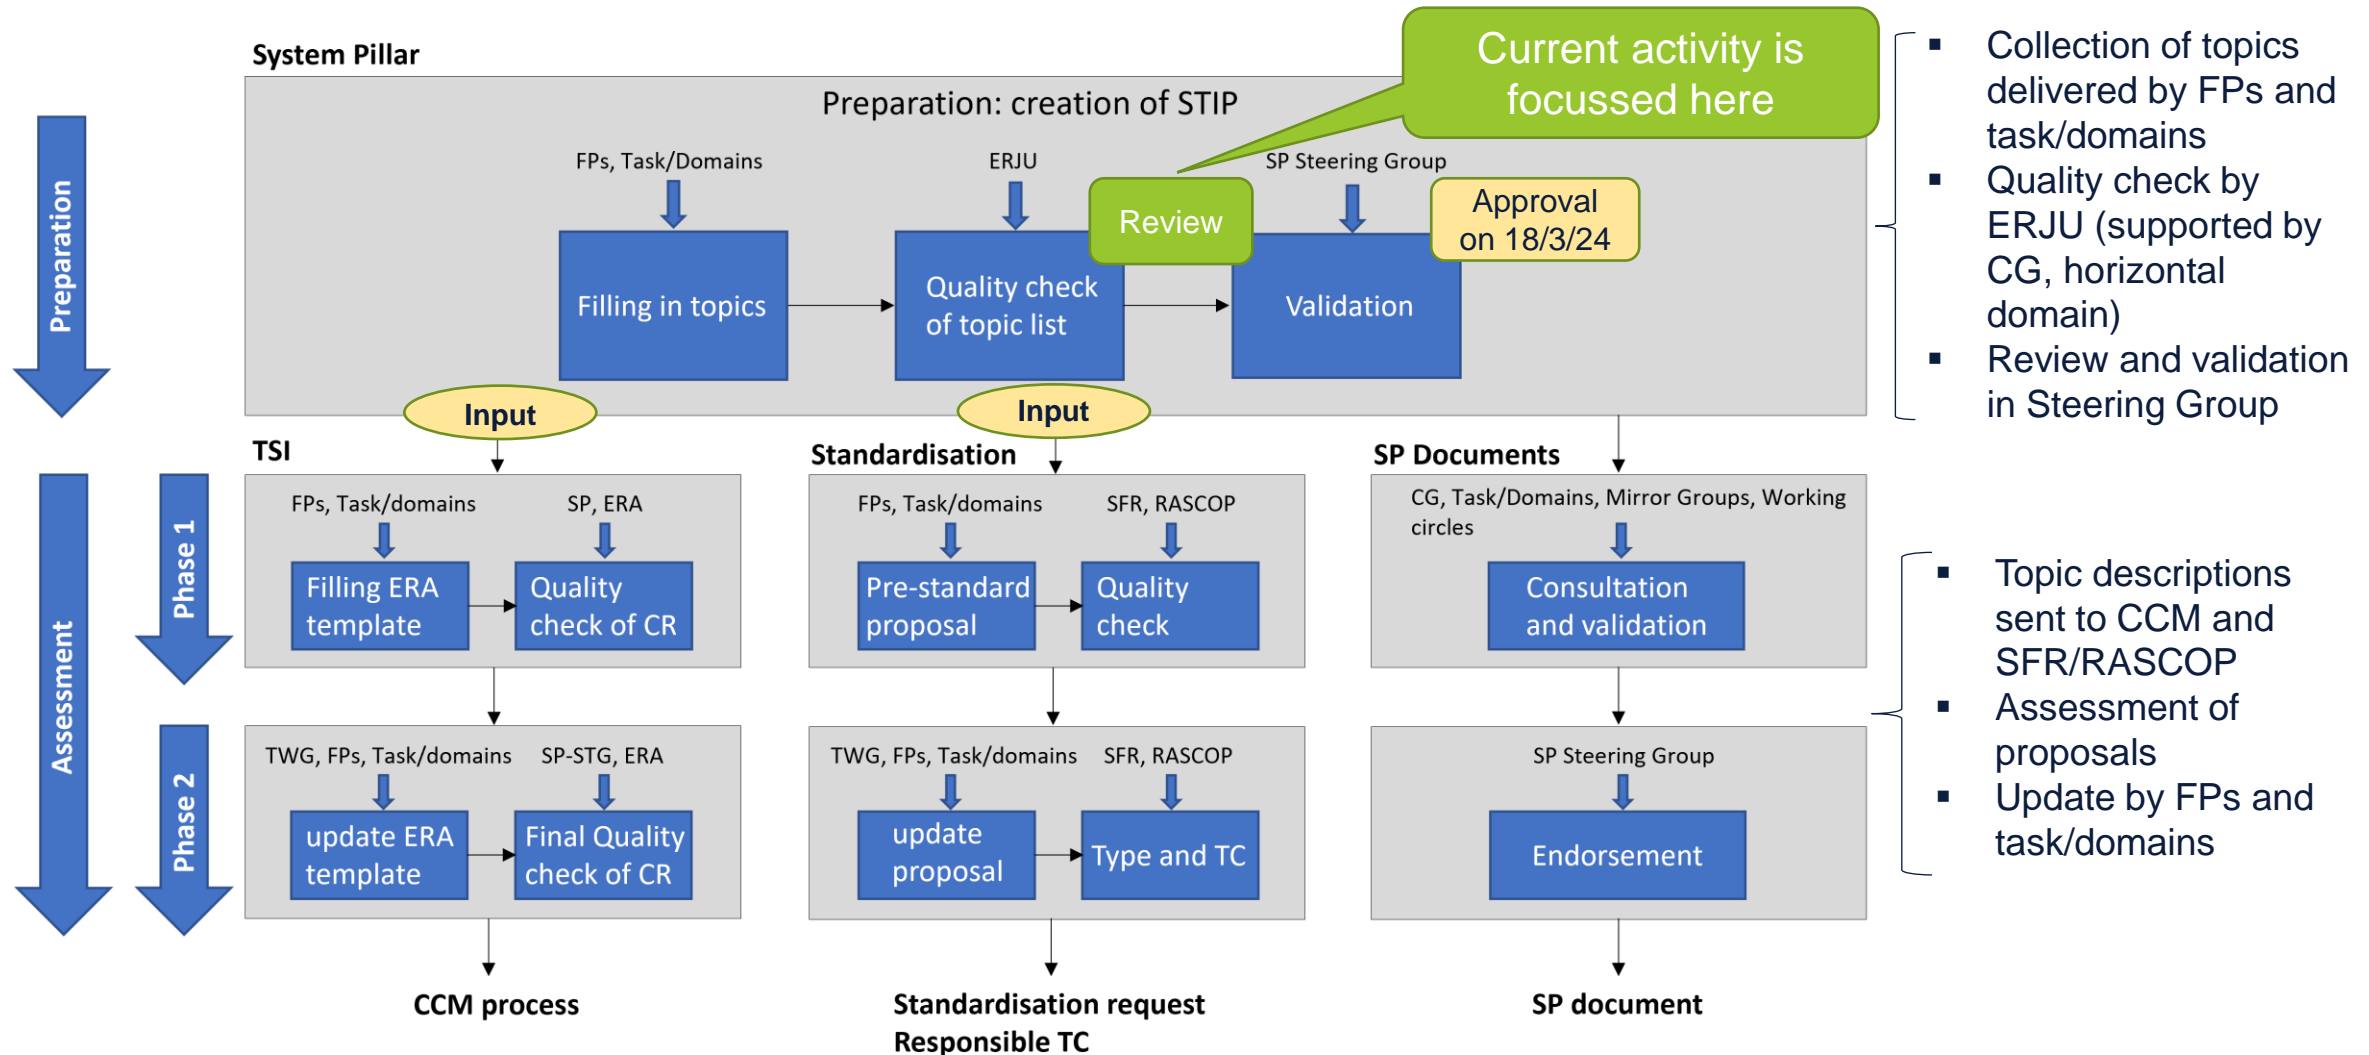 System Pillar
Preparation: creation of STIP
Current activity is
focussed here
FPs, Task/Domains
ERJU
SP Steering Group
Review
Approval
on 18/3/24
Filling in topics
Quality check
of topic list
Validation
Input
Input
Preparation
▪ Collection of topics
delivered by FPs and
task/domains
▪ Quality check by
ERJU (supported by
CG, horizontal
domain)
▪ Review and validation
in Steering Group
TSI
Standardisation
SP Documents
Assessment
Phase 1
FPs, Task/domains
SP, ERA
Filling ERA
template
Quality
check of CR
FPs, Task/domains
SFR, RASCOP
Pre-standard
proposal
Quality
check
CG, Task/Domains, Mirror Groups, Working
circles
Consultation
and validation
Phase 2
TWG, FPs, Task/domains
SP-STG, ERA
update ERA
template
Final Quality
check of CR
TWG, FPs, Task/domains
SFR, RASCOP
update
proposal
Type and TC
SP Steering Group
Endorsement
▪ Topic descriptions
sent to CCM and
SFR/RASCOP
▪ Assessment of
proposals
▪ Update by FPs and
task/domains
CCM process
Standardisation request
Responsible TC
SP document